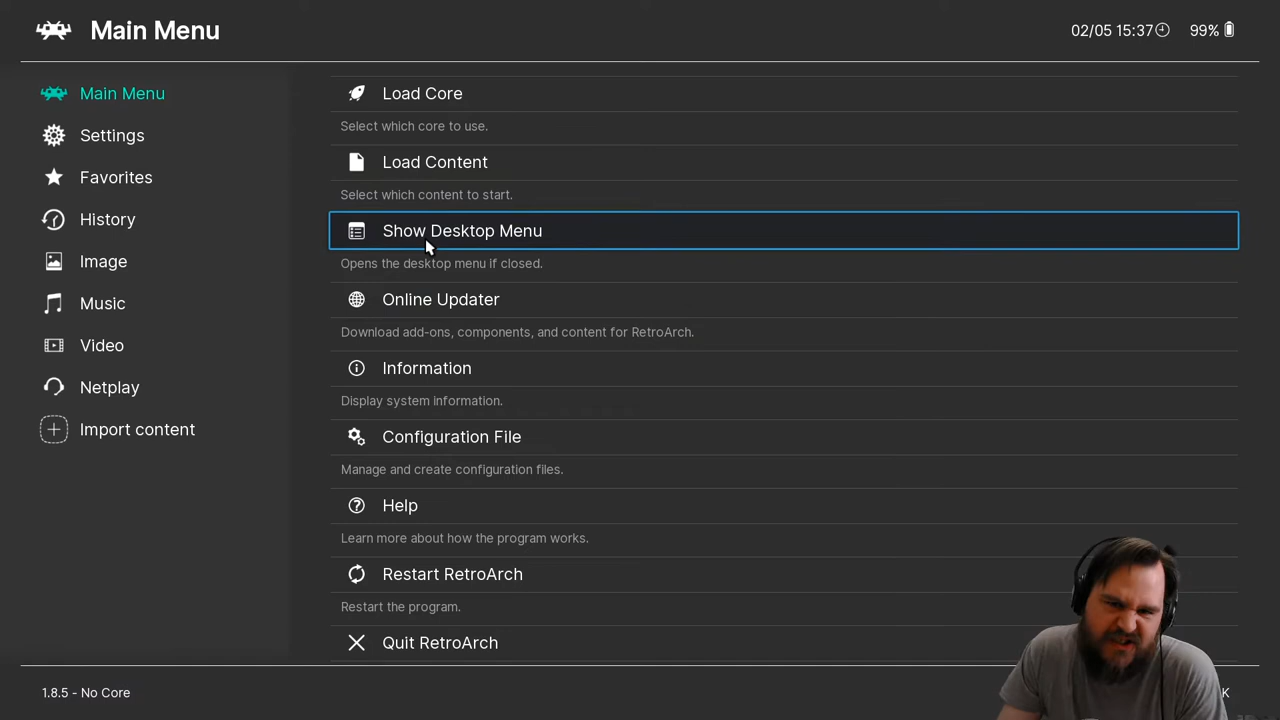 Main Menu
02/05 15:37
99%
Main Menu
Settings
Favorites
History
Image
Music
Video
Netplay
Import content
Load Core
Select which core to use.
Load Content
Select which content to start.
Show Desktop Menu
Opens the desktop menu if closed.
Online Updater
Download add-ons, components, and content for RetroArch.
Information
Display system information.
Configuration File
Manage and create configuration files.
Help
Learn more about how the program works.
Restart RetroArch
Restart the program.
Quit RetroArch
1.8.5 - No Core